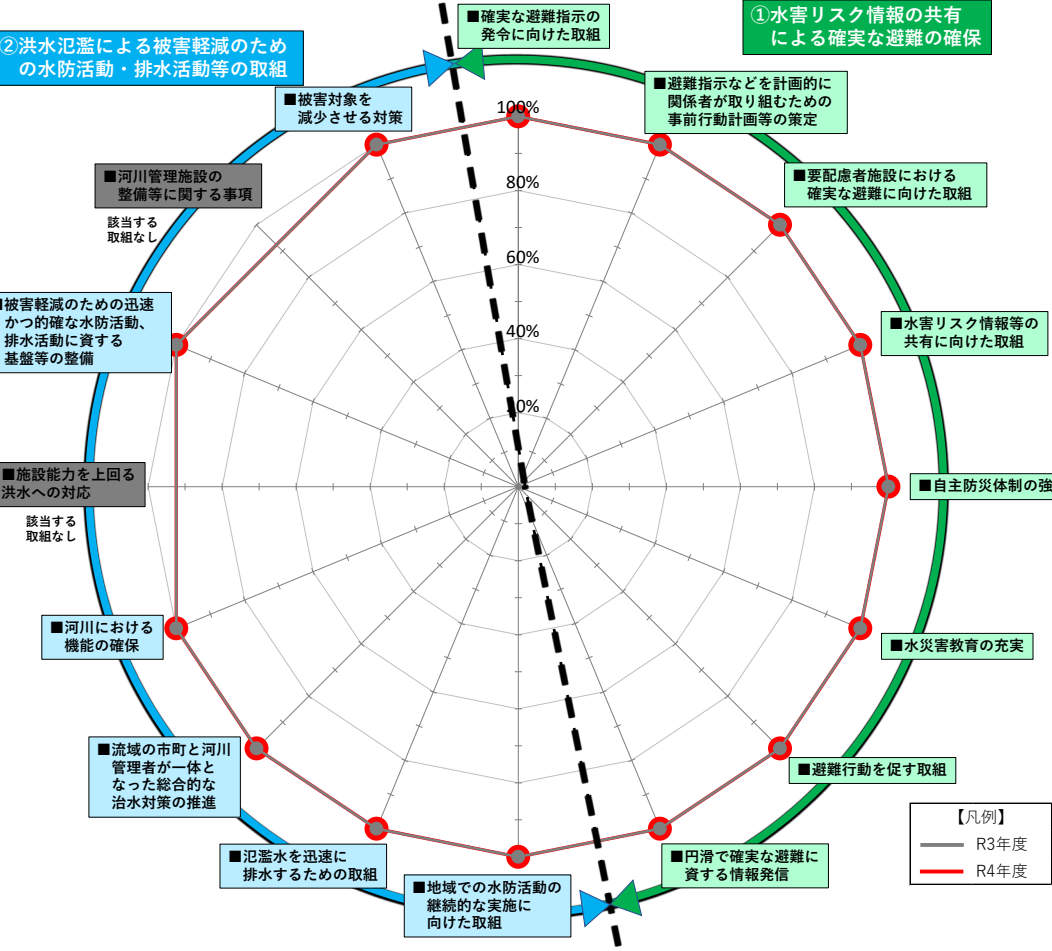 ②洪水氾濫による被害軽減のため
の水防活動・排水活動等の取組
①水害リスク情報の共有
による確実な避難の確保
■確実な避難指示の
発令に向けた取組
■避難指示などを計画的に
関係者が取り組むための
事前行動計画等の策定
■要配慮者施設における
確実な避難に向けた取組
■水害リスク情報等の
共有に向けた取組
■自主防災体制の強
■水災害教育の充実
■避難行動を促す取組
■円滑で確実な避難に
資する情報発信
■地域での水防活動の
継続的な実施に
向けた取組
■氾濫水を迅速に
排水するための取組
■流域の市町と河川
管理者が一体と
なった総合的な
治水対策の推進
■河川における
機能の確保
■施設能力を上回る
洪水への対応
該当する
取組なし
■被害軽減のための迅速
かつ的確な水防活動、
排水活動に資する
基盤等の整備
■河川管理施設の
整備等に関する事項
該当する
取組なし
■被害対象を
減少させる対策
100%
80%
60%
40%
20%
【凡例】
R3年度
R4年度